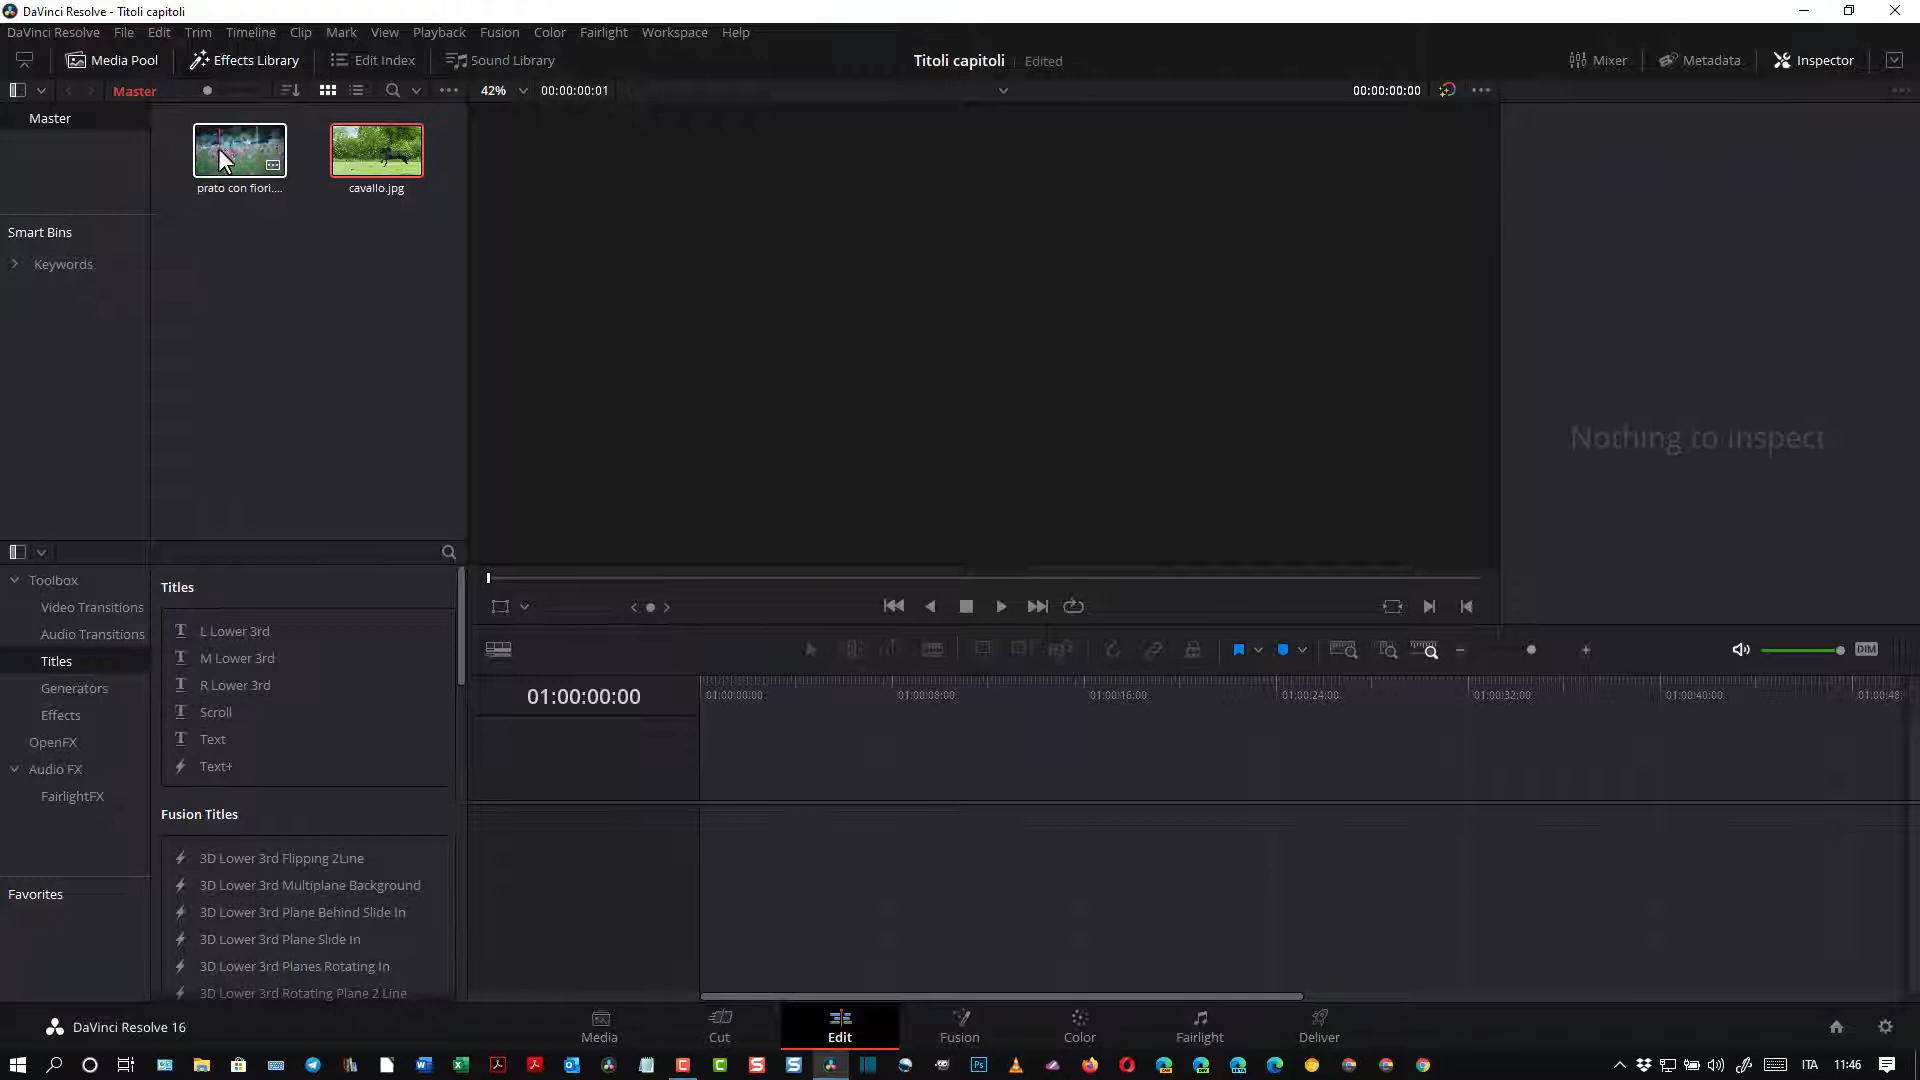 DaVinci Resolve - Titoli capitoli
DaVinci Resolve File Edit Trim Timeline Clip Mark View Playback Fusion Color Fairlight Workspace Help
Media Pool Effects Library Edit Index Sound Library Titoli capitoli Edited Mixer Metadata Inspector
Master 42% 00:00:00:01 00:00:00:00
Master
prato con fiori.... cavallo.jpg
Smart Bins
Keywords
Nothing to inspect
Toolbox
Video Transitions
Audio Transitions
Titles
Generators
Effects
OpenFX
Audio FX
FairlightFX
Favorites
Titles
L Lower 3rd
M Lower 3rd
R Lower 3rd
Scroll
Text
Text+
Fusion Titles
3D Lower 3rd Flipping 2Line
3D Lower 3rd Multiplane Background
3D Lower 3rd Plane Behind Slide In
3D Lower 3rd Plane Slide In
3D Lower 3rd Planes Rotating In
3D Lower 3rd Rotating Plane 2 Line
DIM
01:00:00:00 01:00:00:00 01:00:08:00 01:00:16:00 01:00:24:00 01:00:32:00 01:00:40:00 01:00:48:
DaVinci Resolve 16 Media Cut Edit Fusion Color Fairlight Deliver
ITA 11:46